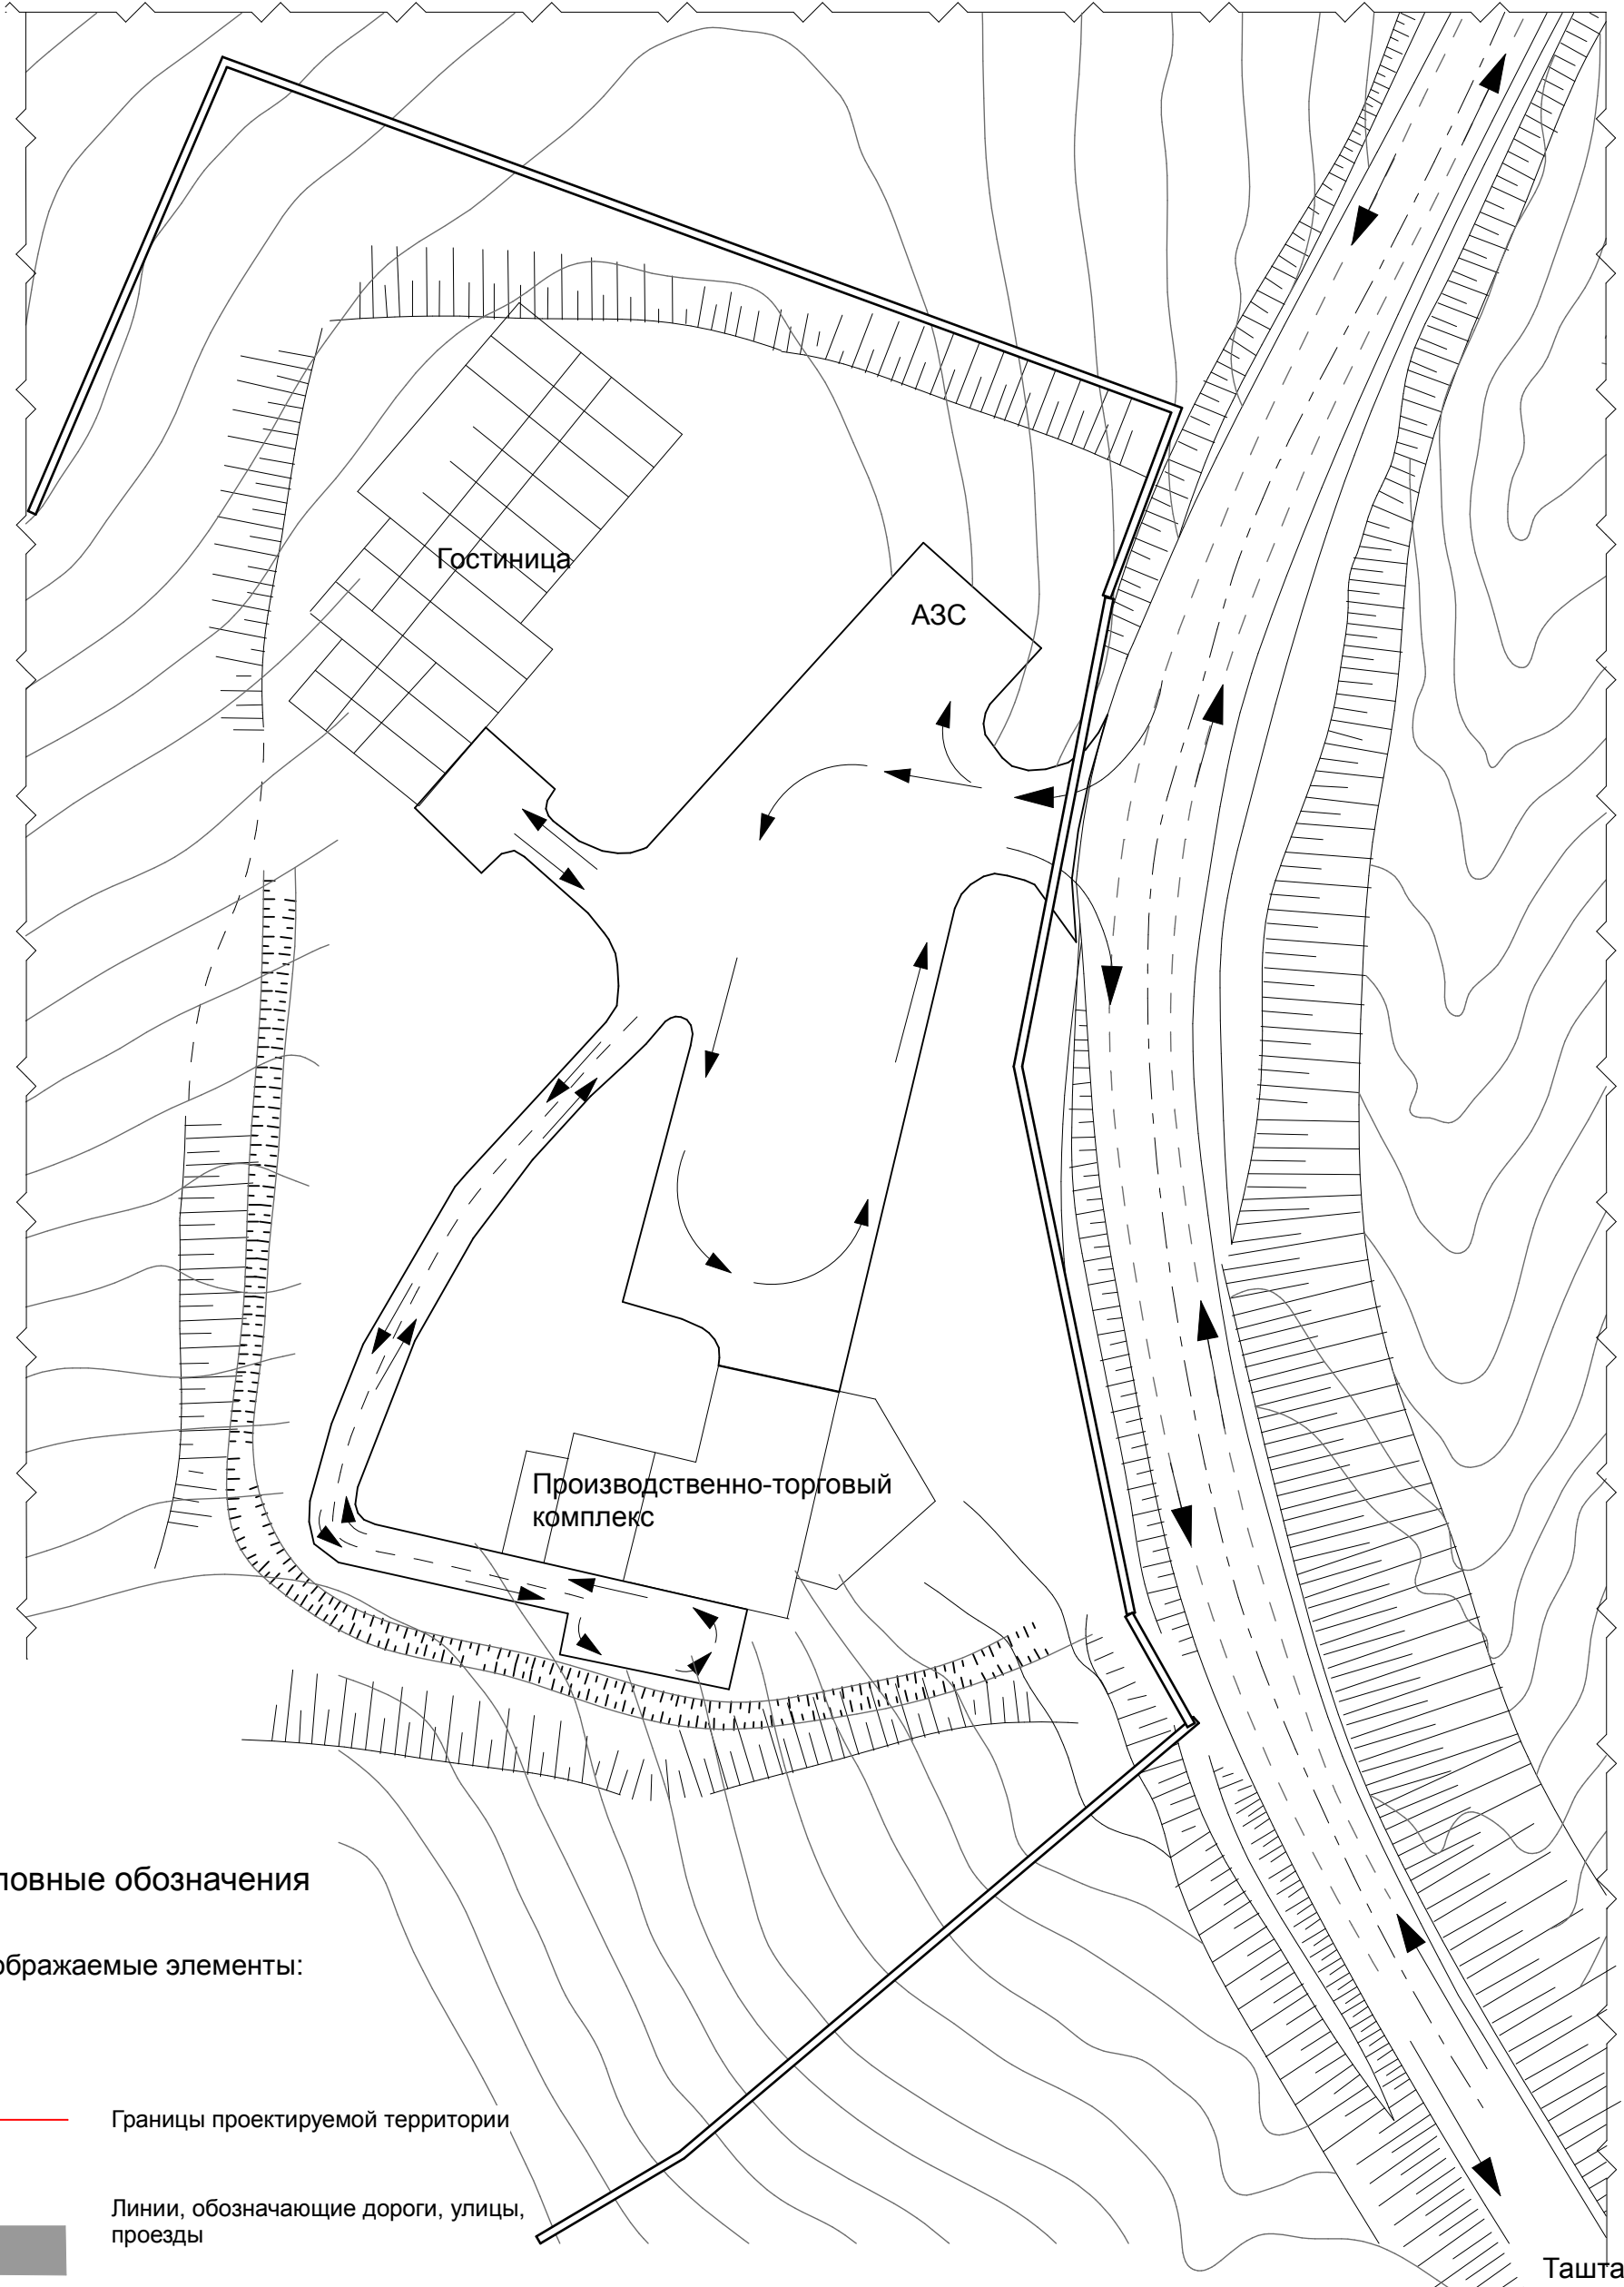 Гостиница
АЗС
Производственно-торговый
комплекс
ловные обозначения
ображаемые элементы:
Границы проектируемой территории
Линии, обозначающие дороги, улицы,
проезды
Ташта